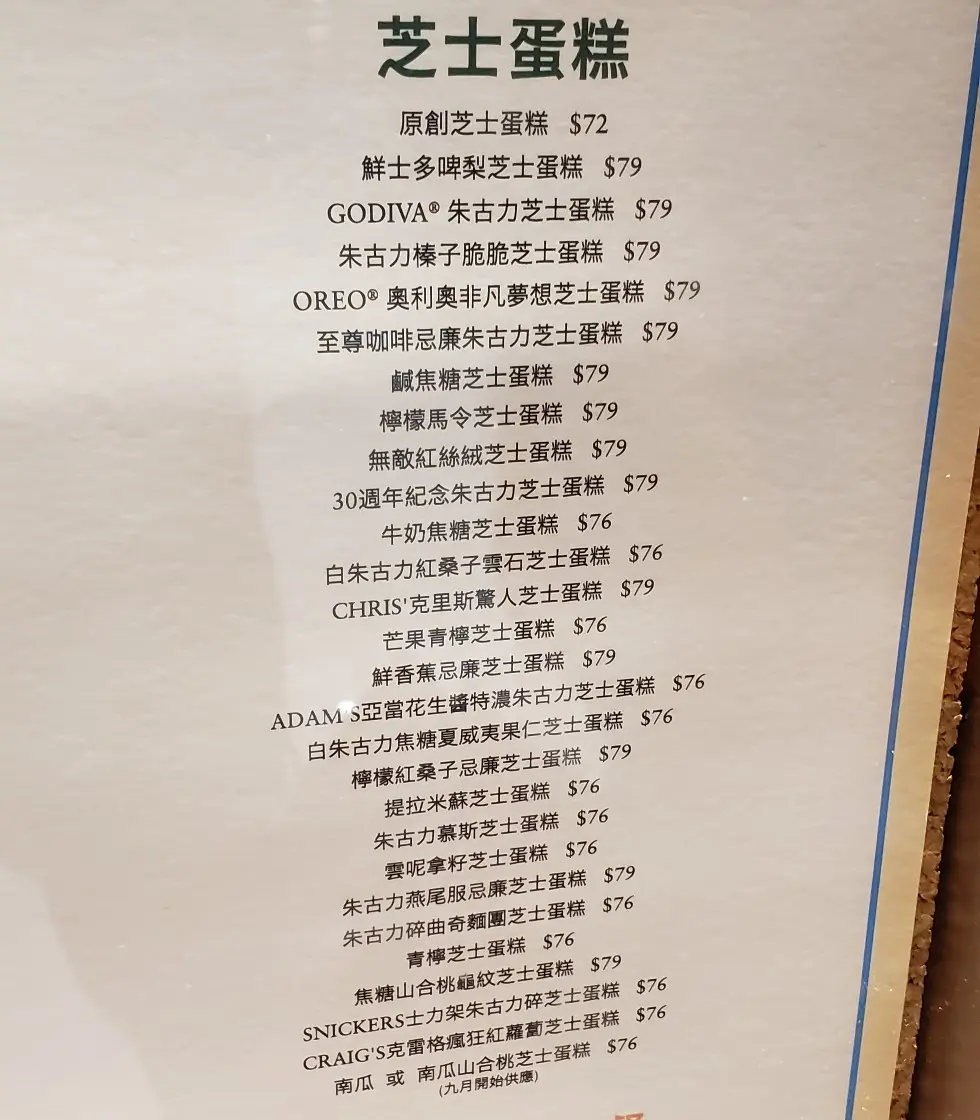 芝士蛋糕
原創芝士蛋糕 $72
鮮士多啤梨芝士蛋糕 $79
GODIVA® 朱古力芝士蛋糕 $79
朱古力榛子脆脆芝士蛋糕 $79
OREO® 奧利奧非凡夢想芝士蛋糕 $79
至尊咖啡忌廉朱古力芝士蛋糕 $79
鹹焦糖芝士蛋糕 $79
檸檬馬令芝士蛋糕 $79
無敵紅絲絨芝士蛋糕 $79
30週年紀念朱古力芝士蛋糕 $79
牛奶焦糖芝士蛋糕 $76
白朱古力紅桑子雲石芝士蛋糕 $76
CHRIS'克里斯驚人芝士蛋糕 $79
芒果青檸芝士蛋糕 $76
鮮香蕉忌廉芝士蛋糕 $79
ADAM'S亞當花生醬特濃朱古力芝士蛋糕 $76
白朱古力焦糖夏威夷果仁芝士蛋糕 $76
檸檬紅桑子忌廉芝士蛋糕 $79
提拉米蘇芝士蛋糕 $76
朱古力慕斯芝士蛋糕 $76
雲呢拿籽芝士蛋糕 $76
朱古力燕尾服忌廉芝士蛋糕 $79
朱古力碎曲奇麵團芝士蛋糕 $76
青檸芝士蛋糕 $76
焦糖山合桃龜紋芝士蛋糕 $79
SNICKERS士力架朱古力碎芝士蛋糕 $76
CRAIG'S克雷格瘋狂紅蘿蔔芝士蛋糕 $76
南瓜 或 南瓜山合桃芝士蛋糕 $76
(九月開始供應)